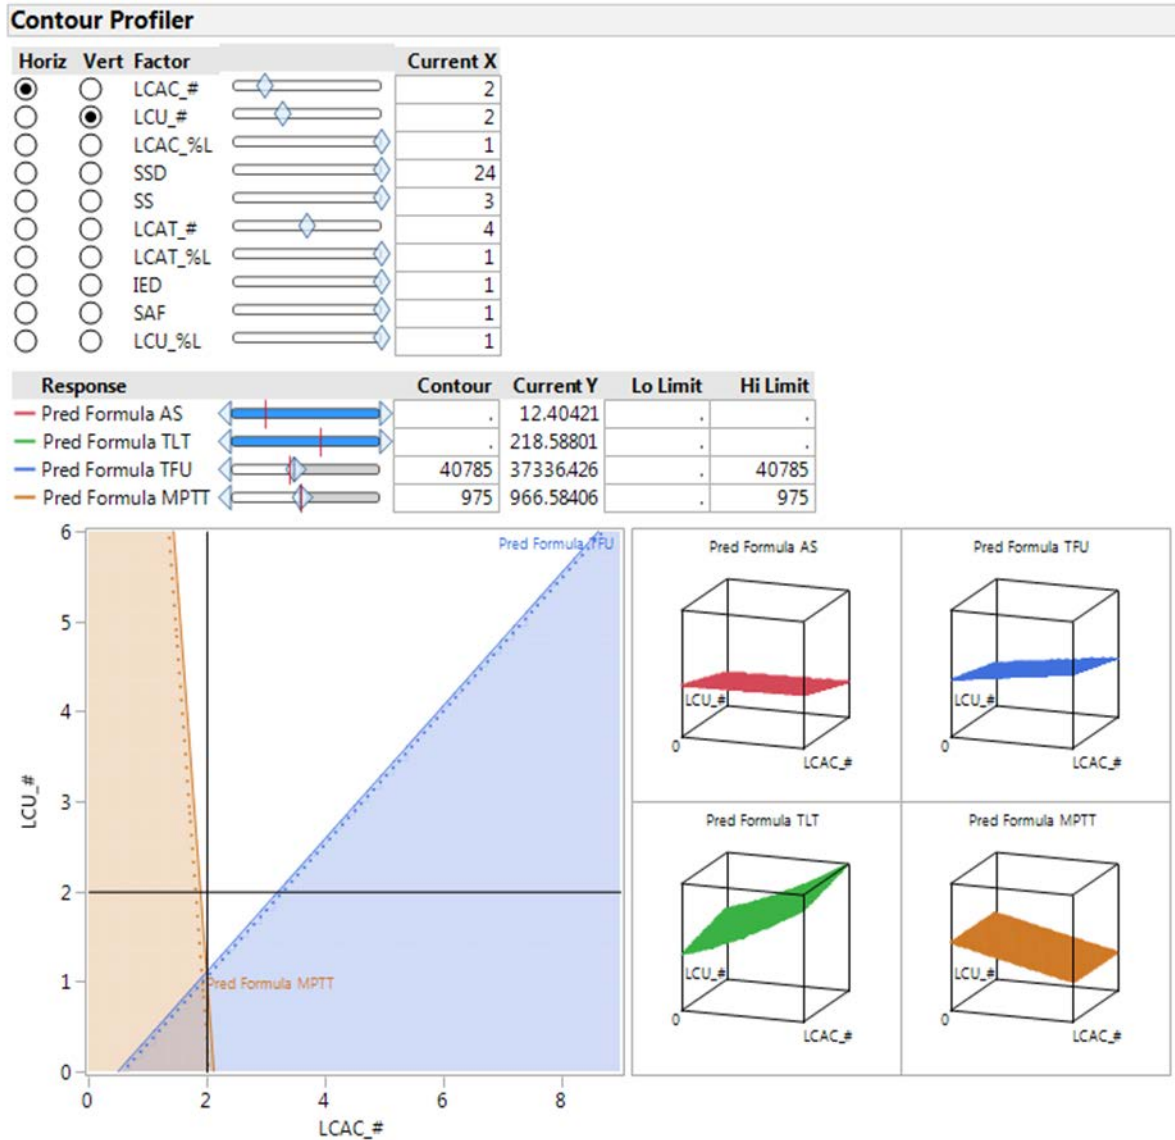 Contour Profiler
Horiz Vert Factor Current X
LCAC_# 2
LCU_# 2
LCAC_%L 1
SSD 24
SS 3
LCAT_# 4
LCAT_%L 1
IED 1
SAF 1
LCU_%L 1
Response Contour Current Y Lo Limit Hi Limit
Pred Formula AS . 12.40421 . .
Pred Formula TLT . 218.58801 . .
Pred Formula TFU 40785 37336.426 . 40785
Pred Formula MPTT 975 966.58406 . 975
6
5
4
3
2
1
0
LCU_#
Pred Formula TFU
Pred Formula MPTT
0 2 4 6 8
LCAC_#
Pred Formula AS
LCU_#
0
LCAC_#
Pred Formula TFU
LCU_#
0
LCAC_#
Pred Formula TLT
LCU_#
0
LCAC_#
Pred Formula MPTT
LCU_#
0
LCAC_#